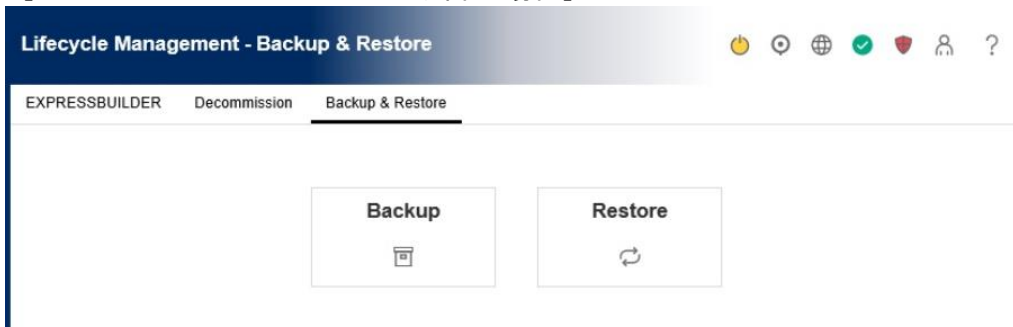 Lifecycle Management - Backup & Restore
?
EXPRESSBUILDER Decommission Backup & Restore
Backup Restore